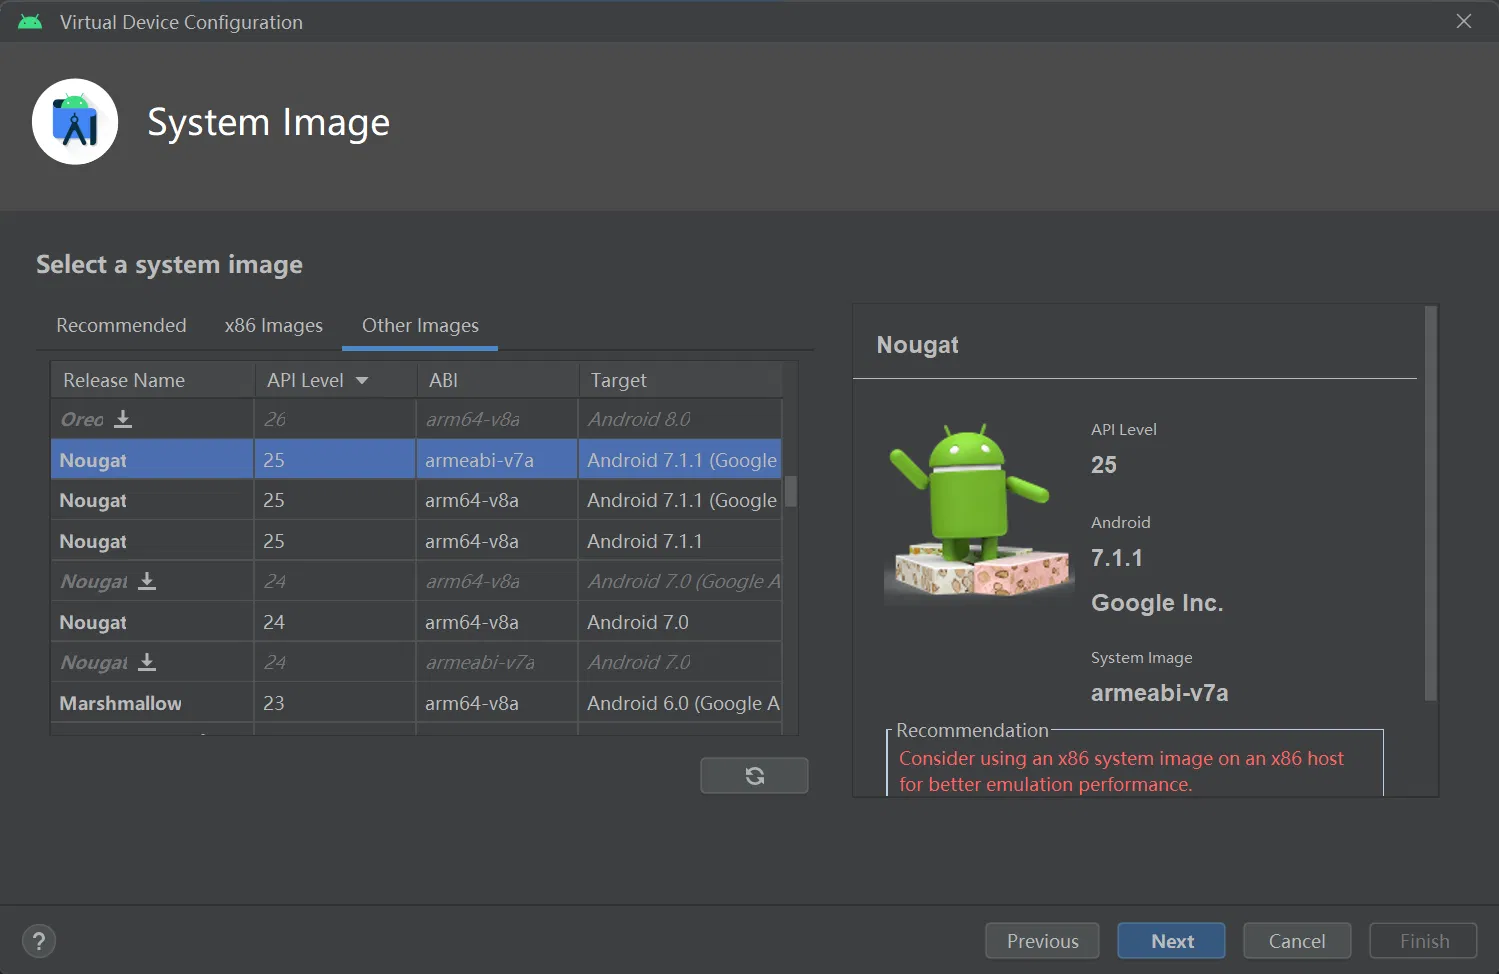 Virtual Device Configuration
System Image
Select a system image
Recommended x86 Images Other Images
Release Name API Level ABI Target
Oreo 26 arm64-v8a Android 8.0
Nougat 25 armeabi-v7a Android 7.1.1 (Google
Nougat 25 arm64-v8a Android 7.1.1 (Google
Nougat 25 arm64-v8a Android 7.1.1
Nougat 24 arm64-v8a Android 7.0 (Google A
Nougat 24 arm64-v8a Android 7.0
Nougat 24 armeabi-v7a Android 7.0
Marshmallow 23 arm64-v8a Android 6.0 (Google A
Nougat
API Level
25
Android
7.1.1
Google Inc.
System Image
armeabi-v7a
Recommendation
Consider using an x86 system image on an x86 host
for better emulation performance.
? Previous Next Cancel Finish